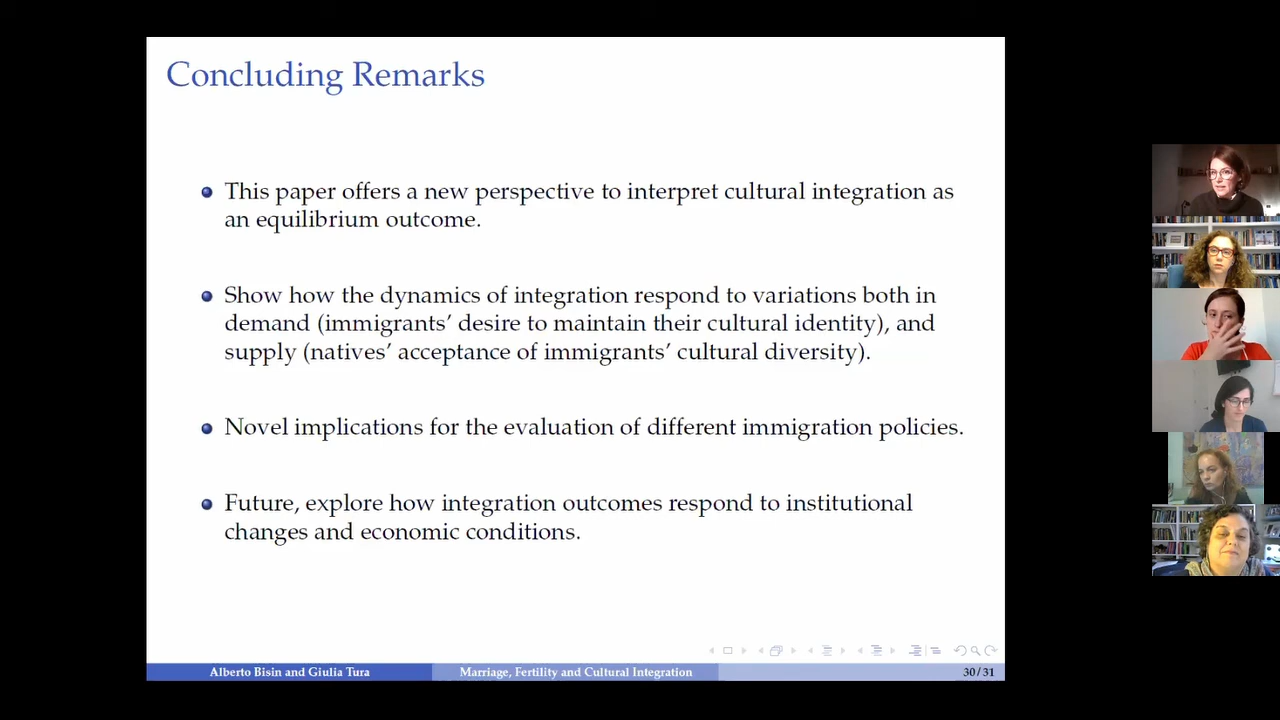 Concluding Remarks
This paper offers a new perspective to interpret cultural integration as
an equilibrium outcome.
Show how the dynamics of integration respond to variations both in
demand (immigrants’ desire to maintain their cultural identity), and
supply (natives’ acceptance of immigrants’ cultural diversity).
Novel implications for the evaluation of different immigration policies.
Future, explore how integration outcomes respond to institutional
changes and economic conditions.
Alberto Bisin and Giulia Tura
Marriage, Fertility and Cultural Integration
30 / 31